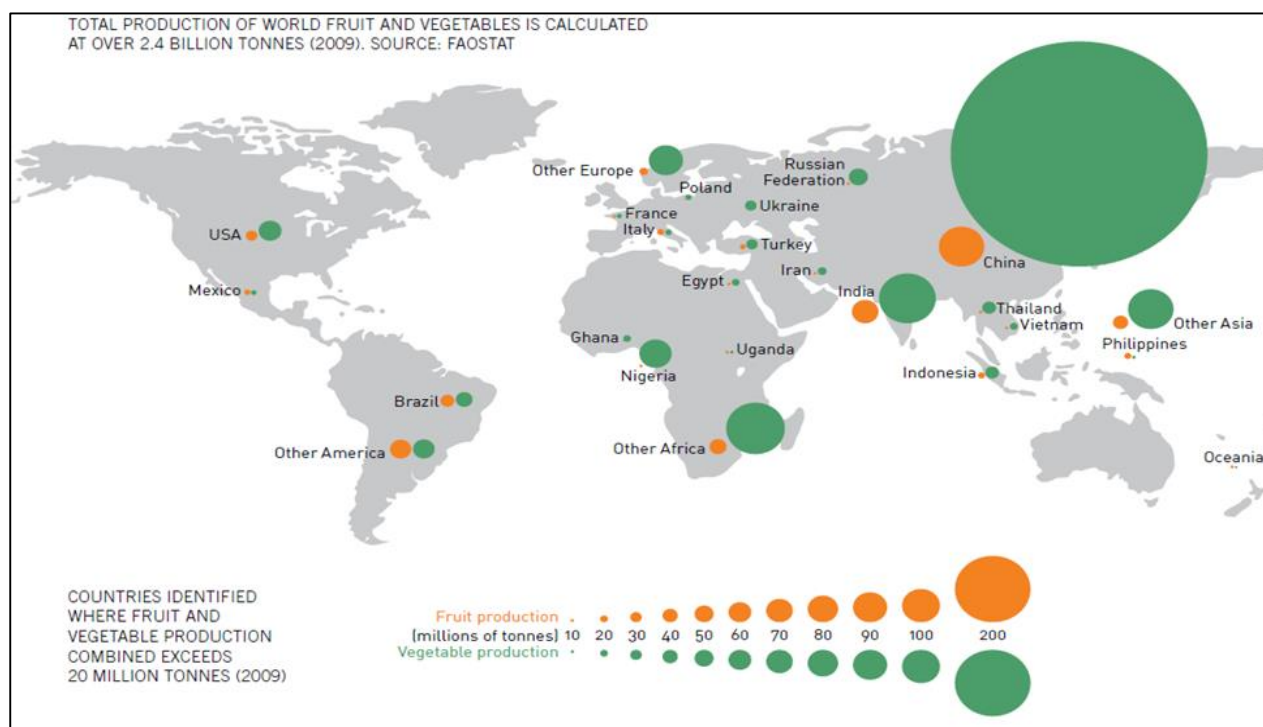 TOTAL PRODUCTION OF WORLD FRUIT AND VEGETABLES IS CALCULATED
AT OVER 2.4 BILLION TONNES (2009). SOURCE: FAOSTAT
Other Europe
Russian
Federation
Poland
Ukraine
France
Italy
USA
Turkey
China
Iran
Egypt
India
Mexico
Thailand
Vietnam
Other Asia
Ghana
Uganda
Philippines
Nigeria
Indonesia
Brazil
Other America
Other Africa
Oceania
COUNTRIES IDENTIFIED
WHERE FRUIT AND
VEGETABLE PRODUCTION
COMBINED EXCEEDS
20 MILLION TONNES (2009)
Fruit production
(millions of tonnes) 10 20 30 40 50 60 70 80 90 100 200
Vegetable production